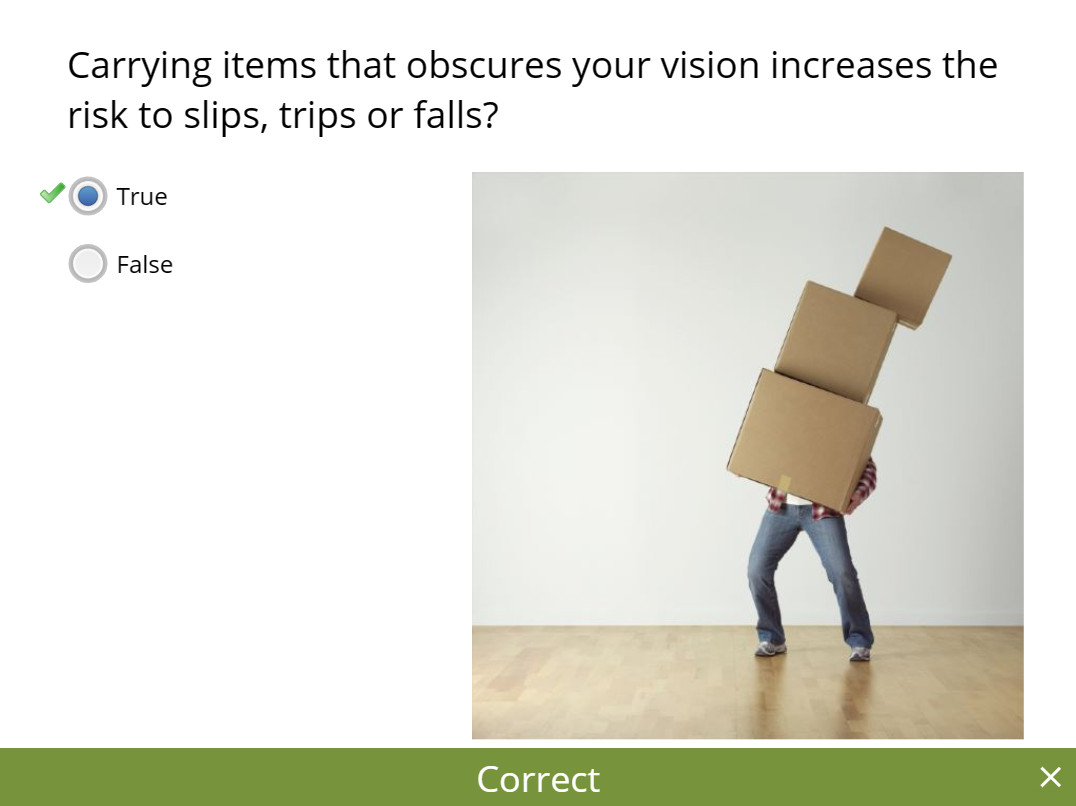 Carrying items that obscures your vision increases the
risk to slips, trips or falls?
True
False
Correct